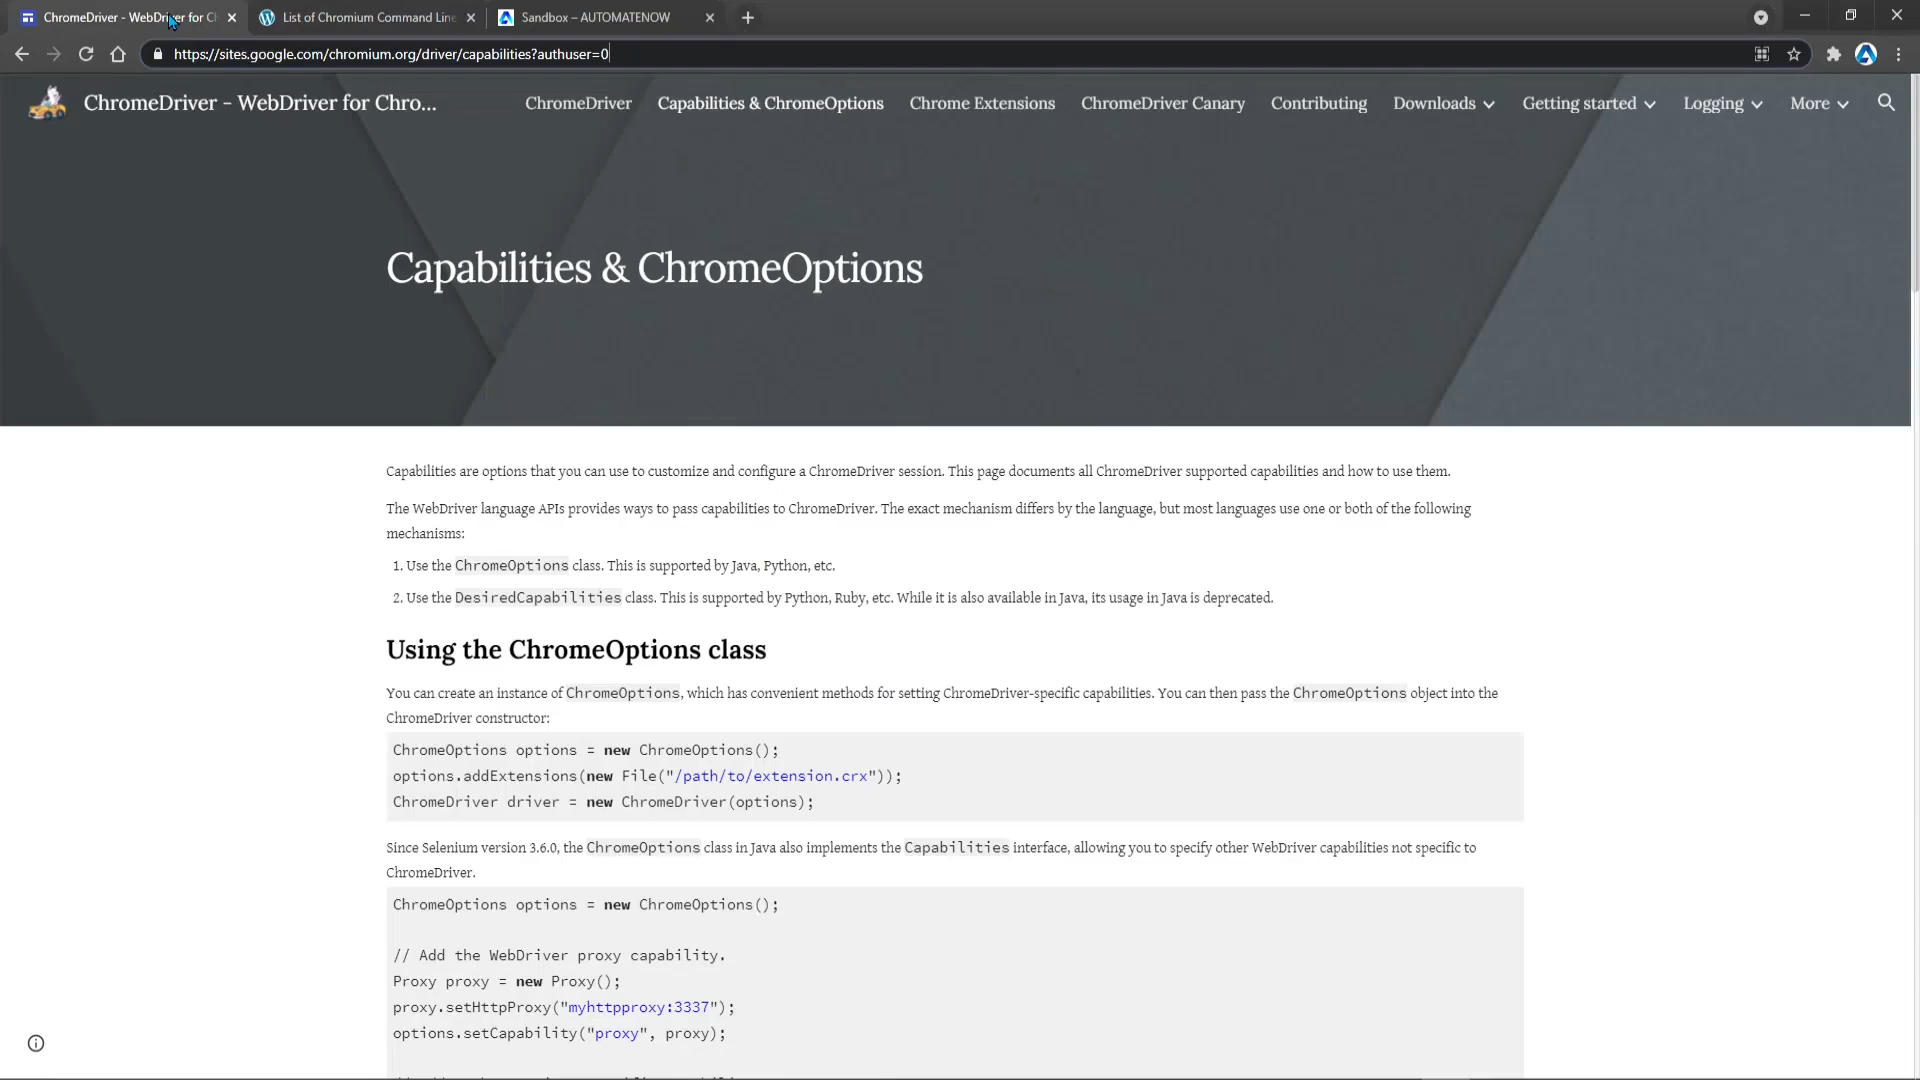 ChromeDriver - WebDriver for Ch
List of Chromium Command Line
Sandbox – AUTOMATENOW
https://sites.google.com/chromium.org/driver/capabilities?authuser=0
ChromeDriver - WebDriver for Chro...
ChromeDriver
Capabilities & ChromeOptions
Chrome Extensions
ChromeDriver Canary
Contributing
Downloads
Getting started
Logging
More
Capabilities & ChromeOptions
Capabilities are options that you can use to customize and configure a ChromeDriver session. This page documents all ChromeDriver supported capabilities and how to use them.
The WebDriver language APIs provides ways to pass capabilities to ChromeDriver. The exact mechanism differs by the language, but most languages use one or both of the following
mechanisms:
1. Use the ChromeOptions class. This is supported by Java, Python, etc.
2. Use the DesiredCapabilities class. This is supported by Python, Ruby, etc. While it is also available in Java, its usage in Java is deprecated.
Using the ChromeOptions class
You can create an instance of ChromeOptions, which has convenient methods for setting ChromeDriver-specific capabilities. You can then pass the ChromeOptions object into the
ChromeDriver constructor:
ChromeOptions options = new ChromeOptions();
options.addExtensions(new File("/path/to/extension.crx"));
ChromeDriver driver = new ChromeDriver(options);
Since Selenium version 3.6.0, the ChromeOptions class in Java also implements the Capabilities interface, allowing you to specify other WebDriver capabilities not specific to
ChromeDriver.
ChromeOptions options = new ChromeOptions();
// Add the WebDriver proxy capability.
Proxy proxy = new Proxy();
proxy.setHttpProxy("myhttpproxy:3337");
options.setCapability("proxy", proxy);